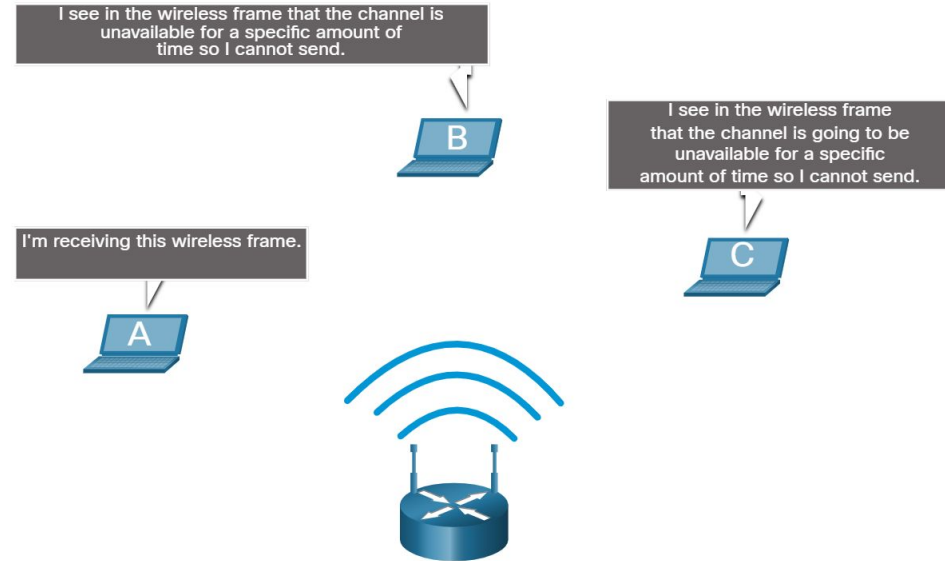 I see in the wireless frame that the channel is
unavailable for a specific amount of
time so I cannot send.
B
I see in the wireless frame
that the channel is going to be
unavailable for a specific
amount of time so I cannot send.
C
I'm receiving this wireless frame.
A